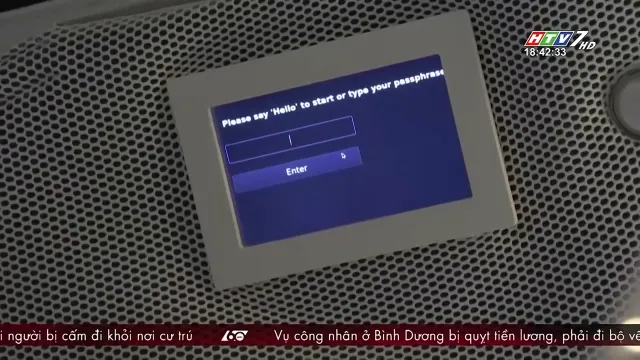 HTV7 HD
18:42:33
Please say 'Hello' to start or type your passphrase
Enter
i người bị cấm đi khỏi nơi cư trú 60 Vụ công nhân ở Bình Dương bị quỵt tiền lương, phải đi bộ về